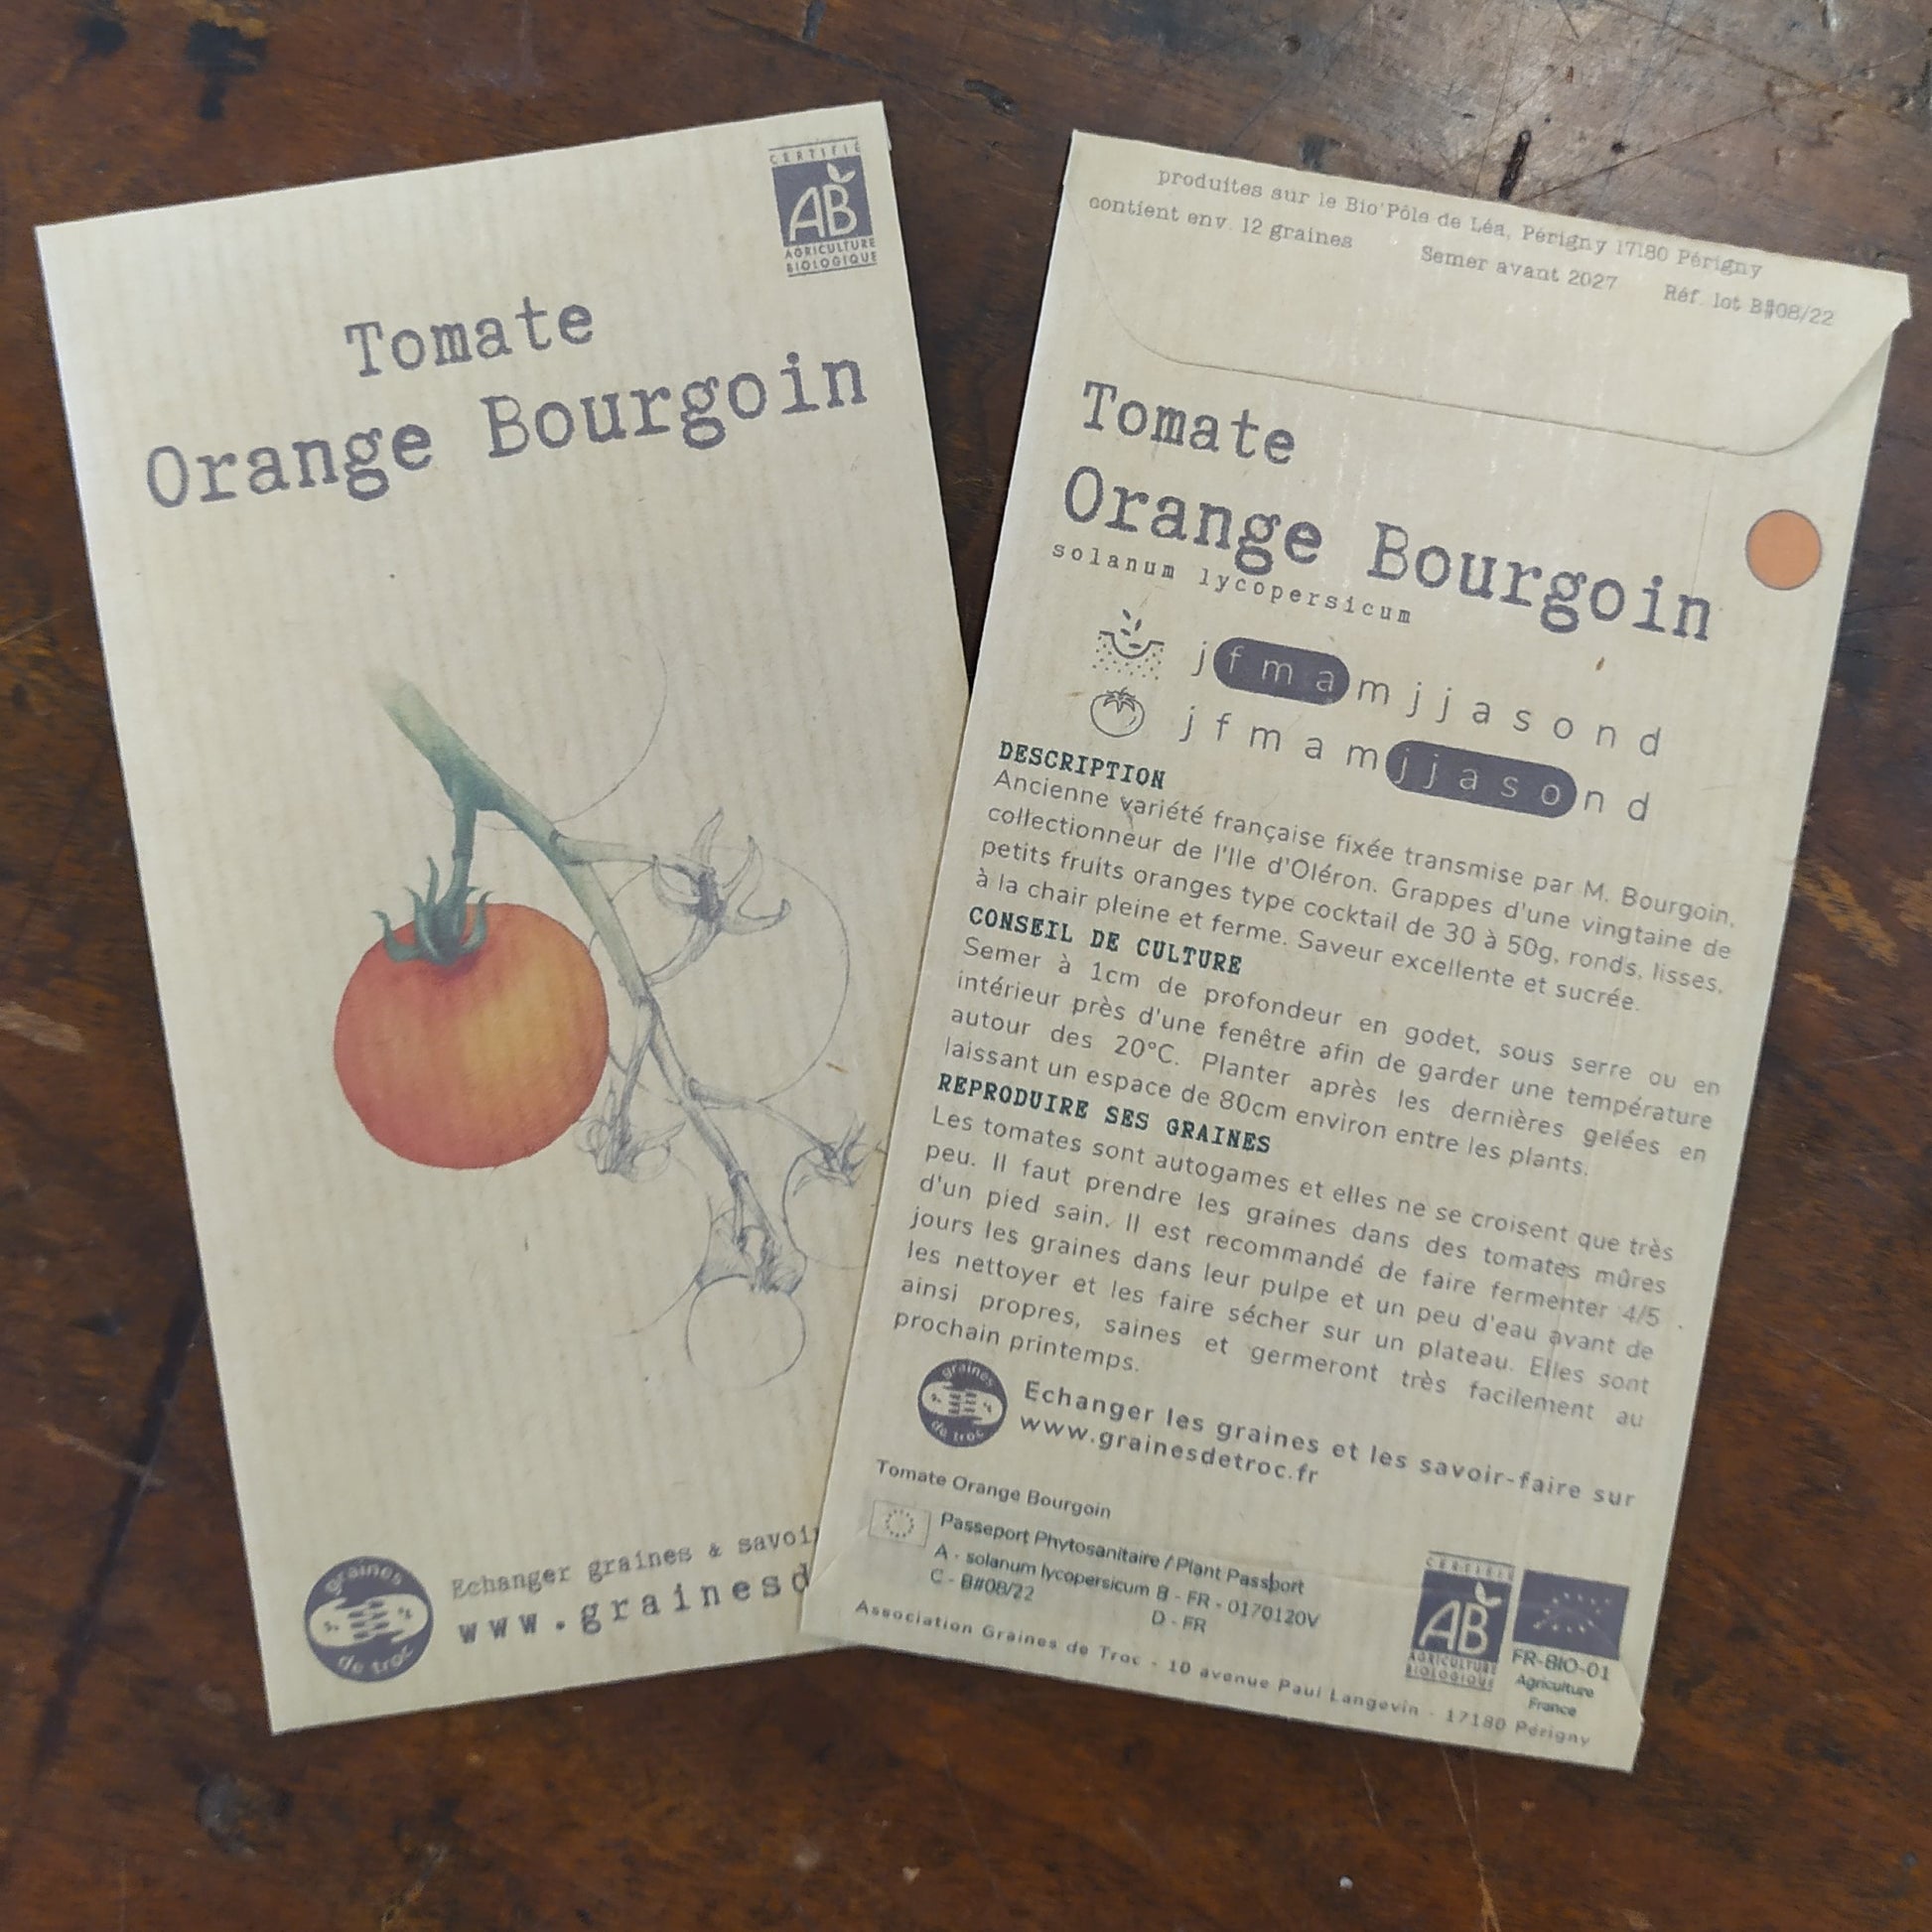 CERTIFIÉ
AB
AGRICULTURE
BIOLOGIQUE
Tomate
Orange Bourgoin
graines
de troc
Echanger graines & savoir
www.grainesd
produites sur le Bio'Pôle de Léa, Périgny 17180 Périgny
contient env. 12 graines Semer avant 2027 Réf. lot B#08/22
Tomate
Orange Bourgoin
solanum lycopersicum
j f m a m j j a s o n d
j f m a m j j a s o n d
DESCRIPTION
Ancienne variété française fixée transmise par M. Bourgoin,
collectionneur de l'Ile d'Oléron. Grappes d'une vingtaine de
petits fruits oranges type cocktail de 30 à 50g, ronds, lisses,
à la chair pleine et ferme. Saveur excellente et sucrée.
CONSEIL DE CULTURE
Semer à 1cm de profondeur en godet, sous serre ou en
intérieur près d'une fenêtre afin de garder une température
autour des 20°C. Planter après les dernières gelées en
laissant un espace de 80cm environ entre les plants.
REPRODUIRE SES GRAINES
Les tomates sont autogames et elles ne se croisent que très
peu. Il faut prendre les graines dans des tomates mûres
d'un pied sain. Il est recommandé de faire fermenter 4/5
jours les graines dans leur pulpe et un peu d'eau avant de
les nettoyer et les faire sécher sur un plateau. Elles sont
ainsi propres, saines et germeront très facilement au
prochain printemps.
graines
de troc
Echanger les graines et les savoir-faire sur
www.grainesdetroc.fr
Tomate Orange Bourgoin
Passeport Phytosanitaire / Plant Passport
A - solanum lycopersicum B - FR - 0170120V
C - B#08/22 D - FR
CERTIFIÉ
AB
AGRICULTURE
BIOLOGIQUE
FR-BIO-01
Agriculture
France
Association Graines de Troc - 10 avenue Paul Langevin - 17180 Périgny